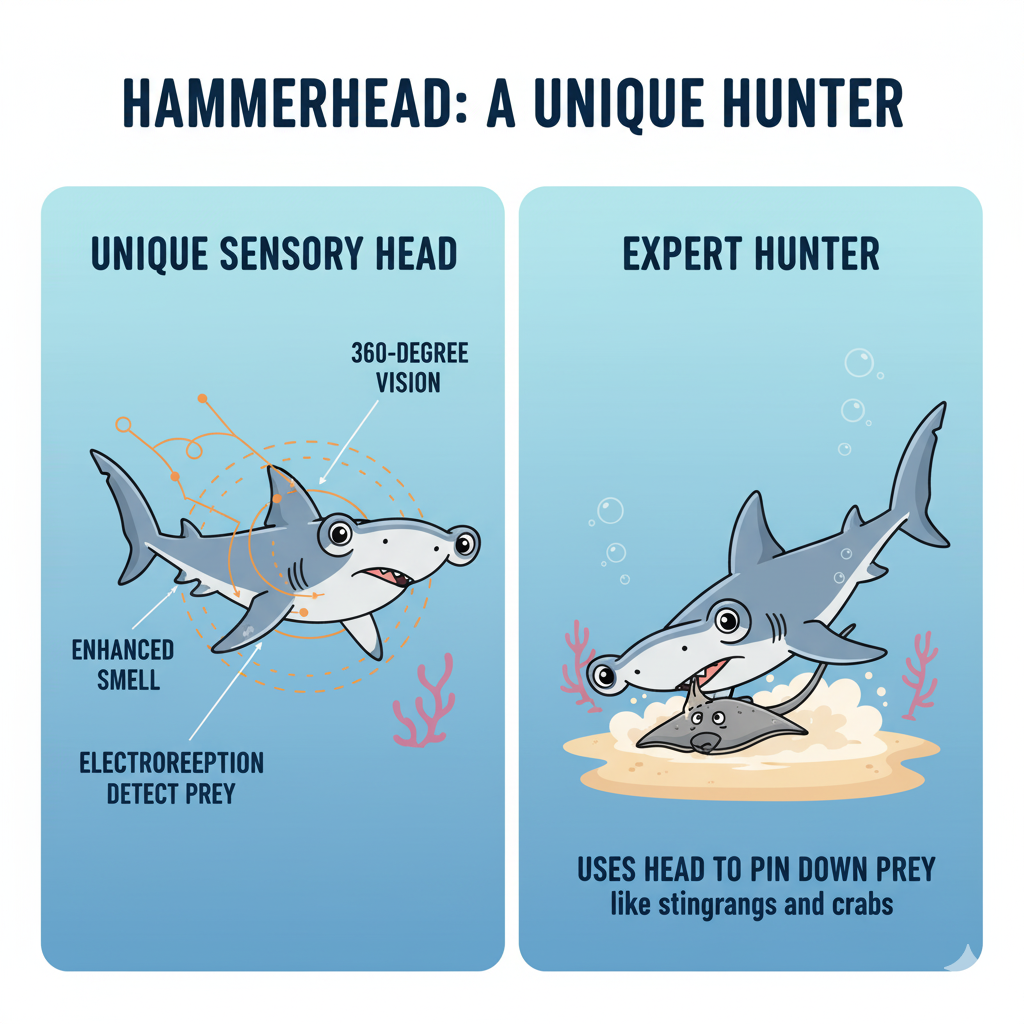 HAMMERHEAD: A UNIQUE HUNTER
UNIQUE SENSORY HEAD
360-DEGREE
VISION
ENHANCED
SMELL
ELECTROREEPTION
DETECT PREY
EXPERT HUNTER
USES HEAD TO PIN DOWN PREY
like stingrangs and crabs